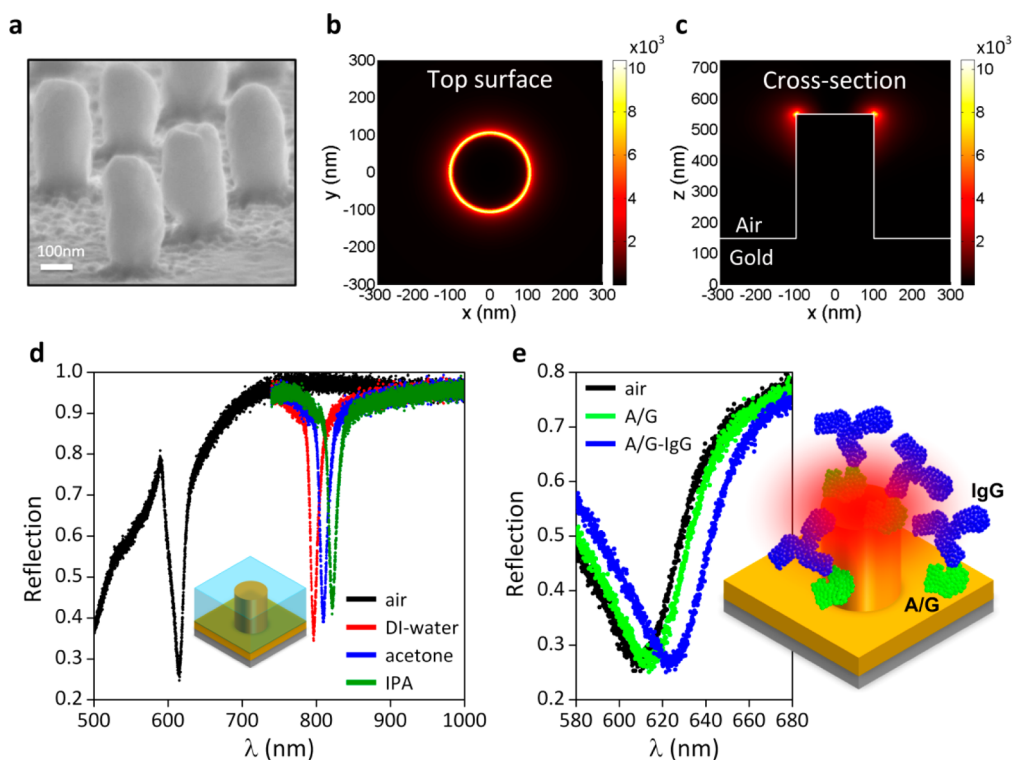 a
100nm
b
Top surface
x10³
300
200
100
0
-100
-200
-300
y (nm)
-300 -200 -100 0 100 200 300
x (nm)
10
8
6
4
2
c
Cross-section
x10³
700
600
500
400
300
200
100
0
z (nm)
Air
Gold
-300 -200 -100 0 100 200 300
x (nm)
10
8
6
4
2
d
1.0
0.9
0.8
0.7
0.6
0.5
0.4
0.3
0.2
Reflection
air
DI-water
acetone
IPA
500 600 700 800 900 1000
λ (nm)
e
0.8
0.7
0.6
0.5
0.4
0.3
0.2
Reflection
air
A/G
A/G-IgG
580 600 620 640 660 680
λ (nm)
IgG
A/G